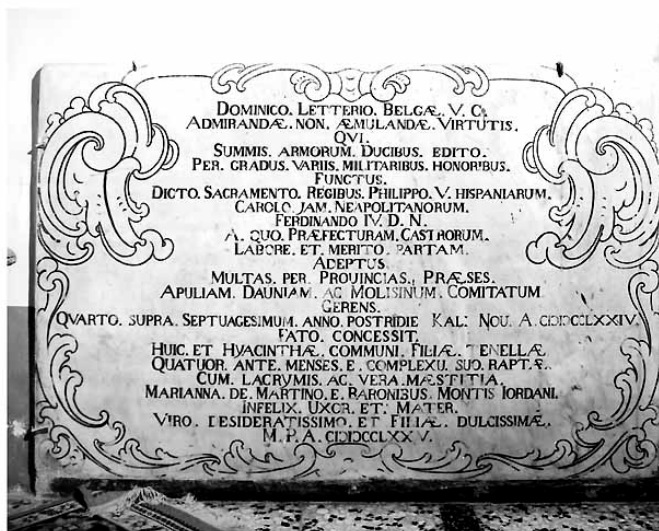 DOMINICO. LETTERIO. BELGÆ. V. C.
ADMIRANDÆ. NON. ÆMULANDÆ. VIRTUTIS.
QVI.
SUMMIS. ARMORUM. DUCIBUS. EDITO.
PER. GRADUS. VARIIS. MILITARIBUS. HONORIBUS.
FUNCTUS.
DICTO. SACRAMENTO. REGIBUS. PHILIPPO. V. HISPANIARUM.
CAROLO. JAM. NEAPOLITANORUM.
FERDINANDO IV. D. N.
A. QUO. PRÆFECTURAM. CASTRORUM.
LABORE. ET. MERITO. PARTAM.
ADEPTUS
MULTAS. PER. PROUINCIAS. PRÆSES.
APULIAM. DAUNIAM. AC MOLISINUM. COMITATUM
GERENS.
QVARTO. SUPRA. SEPTUAGESIMUM. ANNO. POSTRIDIE KAL: NOU. A. CIƆIƆCCLXXIV.
FATO. CONCESSIT.
HUIC. ET HYACINTHÆ. COMMUNI. FILIÆ. TENELLÆ
QUATUOR. ANTE. MENSES. E. COMPLEXU. SUO. RAPTÆ.
CUM. LACRYMIS. AC. VERA. MÆSTITIA.
MARIANNA. DE. MARTINO. E. BARONIBUS. MONTIS IORDANI.
INFELIX. UXOR. ET. MATER.
VIRO. DESIDERATISSIMO. ET FILIÆ. DULCISSIMÆ.
M. P. A.